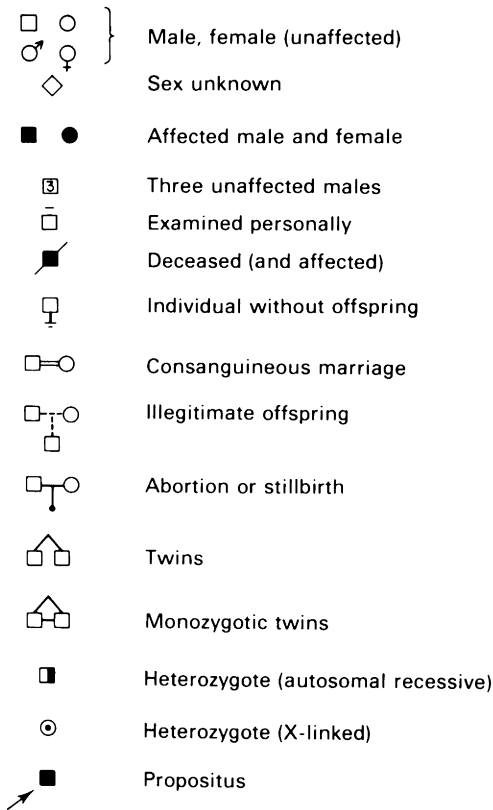 Male, female (unaffected)
Sex unknown
Affected male and female
3 Three unaffected males
Examined personally
Deceased (and affected)
Individual without offspring
Consanguineous marriage
Illegitimate offspring
Abortion or stillbirth
Twins
Monozygotic twins
Heterozygote (autosomal recessive)
Heterozygote (X-linked)
Propositus